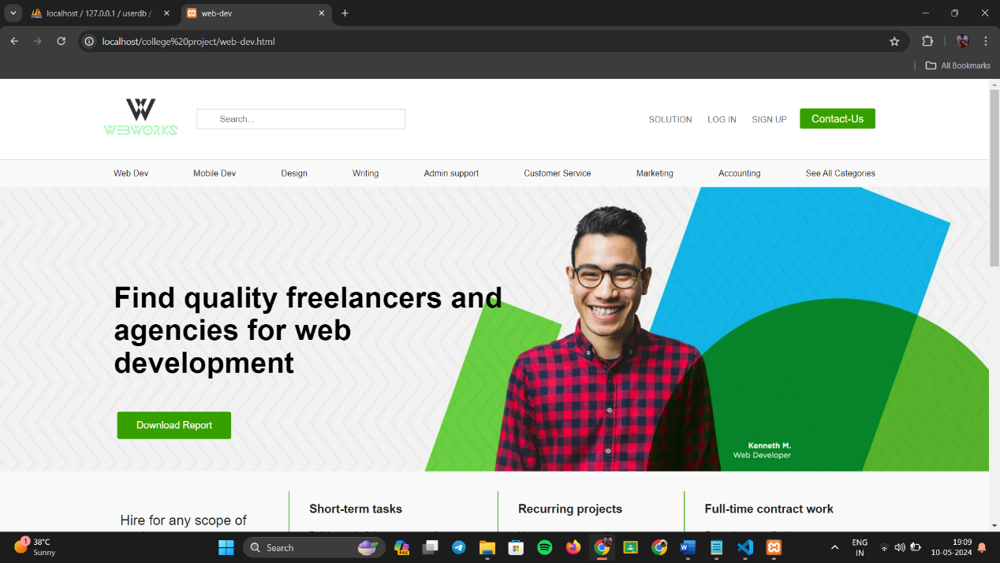 localhost / 127.0.0.1 / userdb /
web-dev
localhost/college%20project/web-dev.html
All Bookmarks
WEBWORKS
Search...
SOLUTION LOG IN SIGN UP Contact-Us
Web Dev Mobile Dev Design Writing Admin support Customer Service Marketing Accounting See All Categories
Find quality freelancers and
agencies for web
development
Download Report
Kenneth M.
Web Developer
Hire for any scope of
Short-term tasks
Recurring projects
Full-time contract work
1
38°C
Sunny
Search
PRE
ENG
IN
19:09
10-05-2024